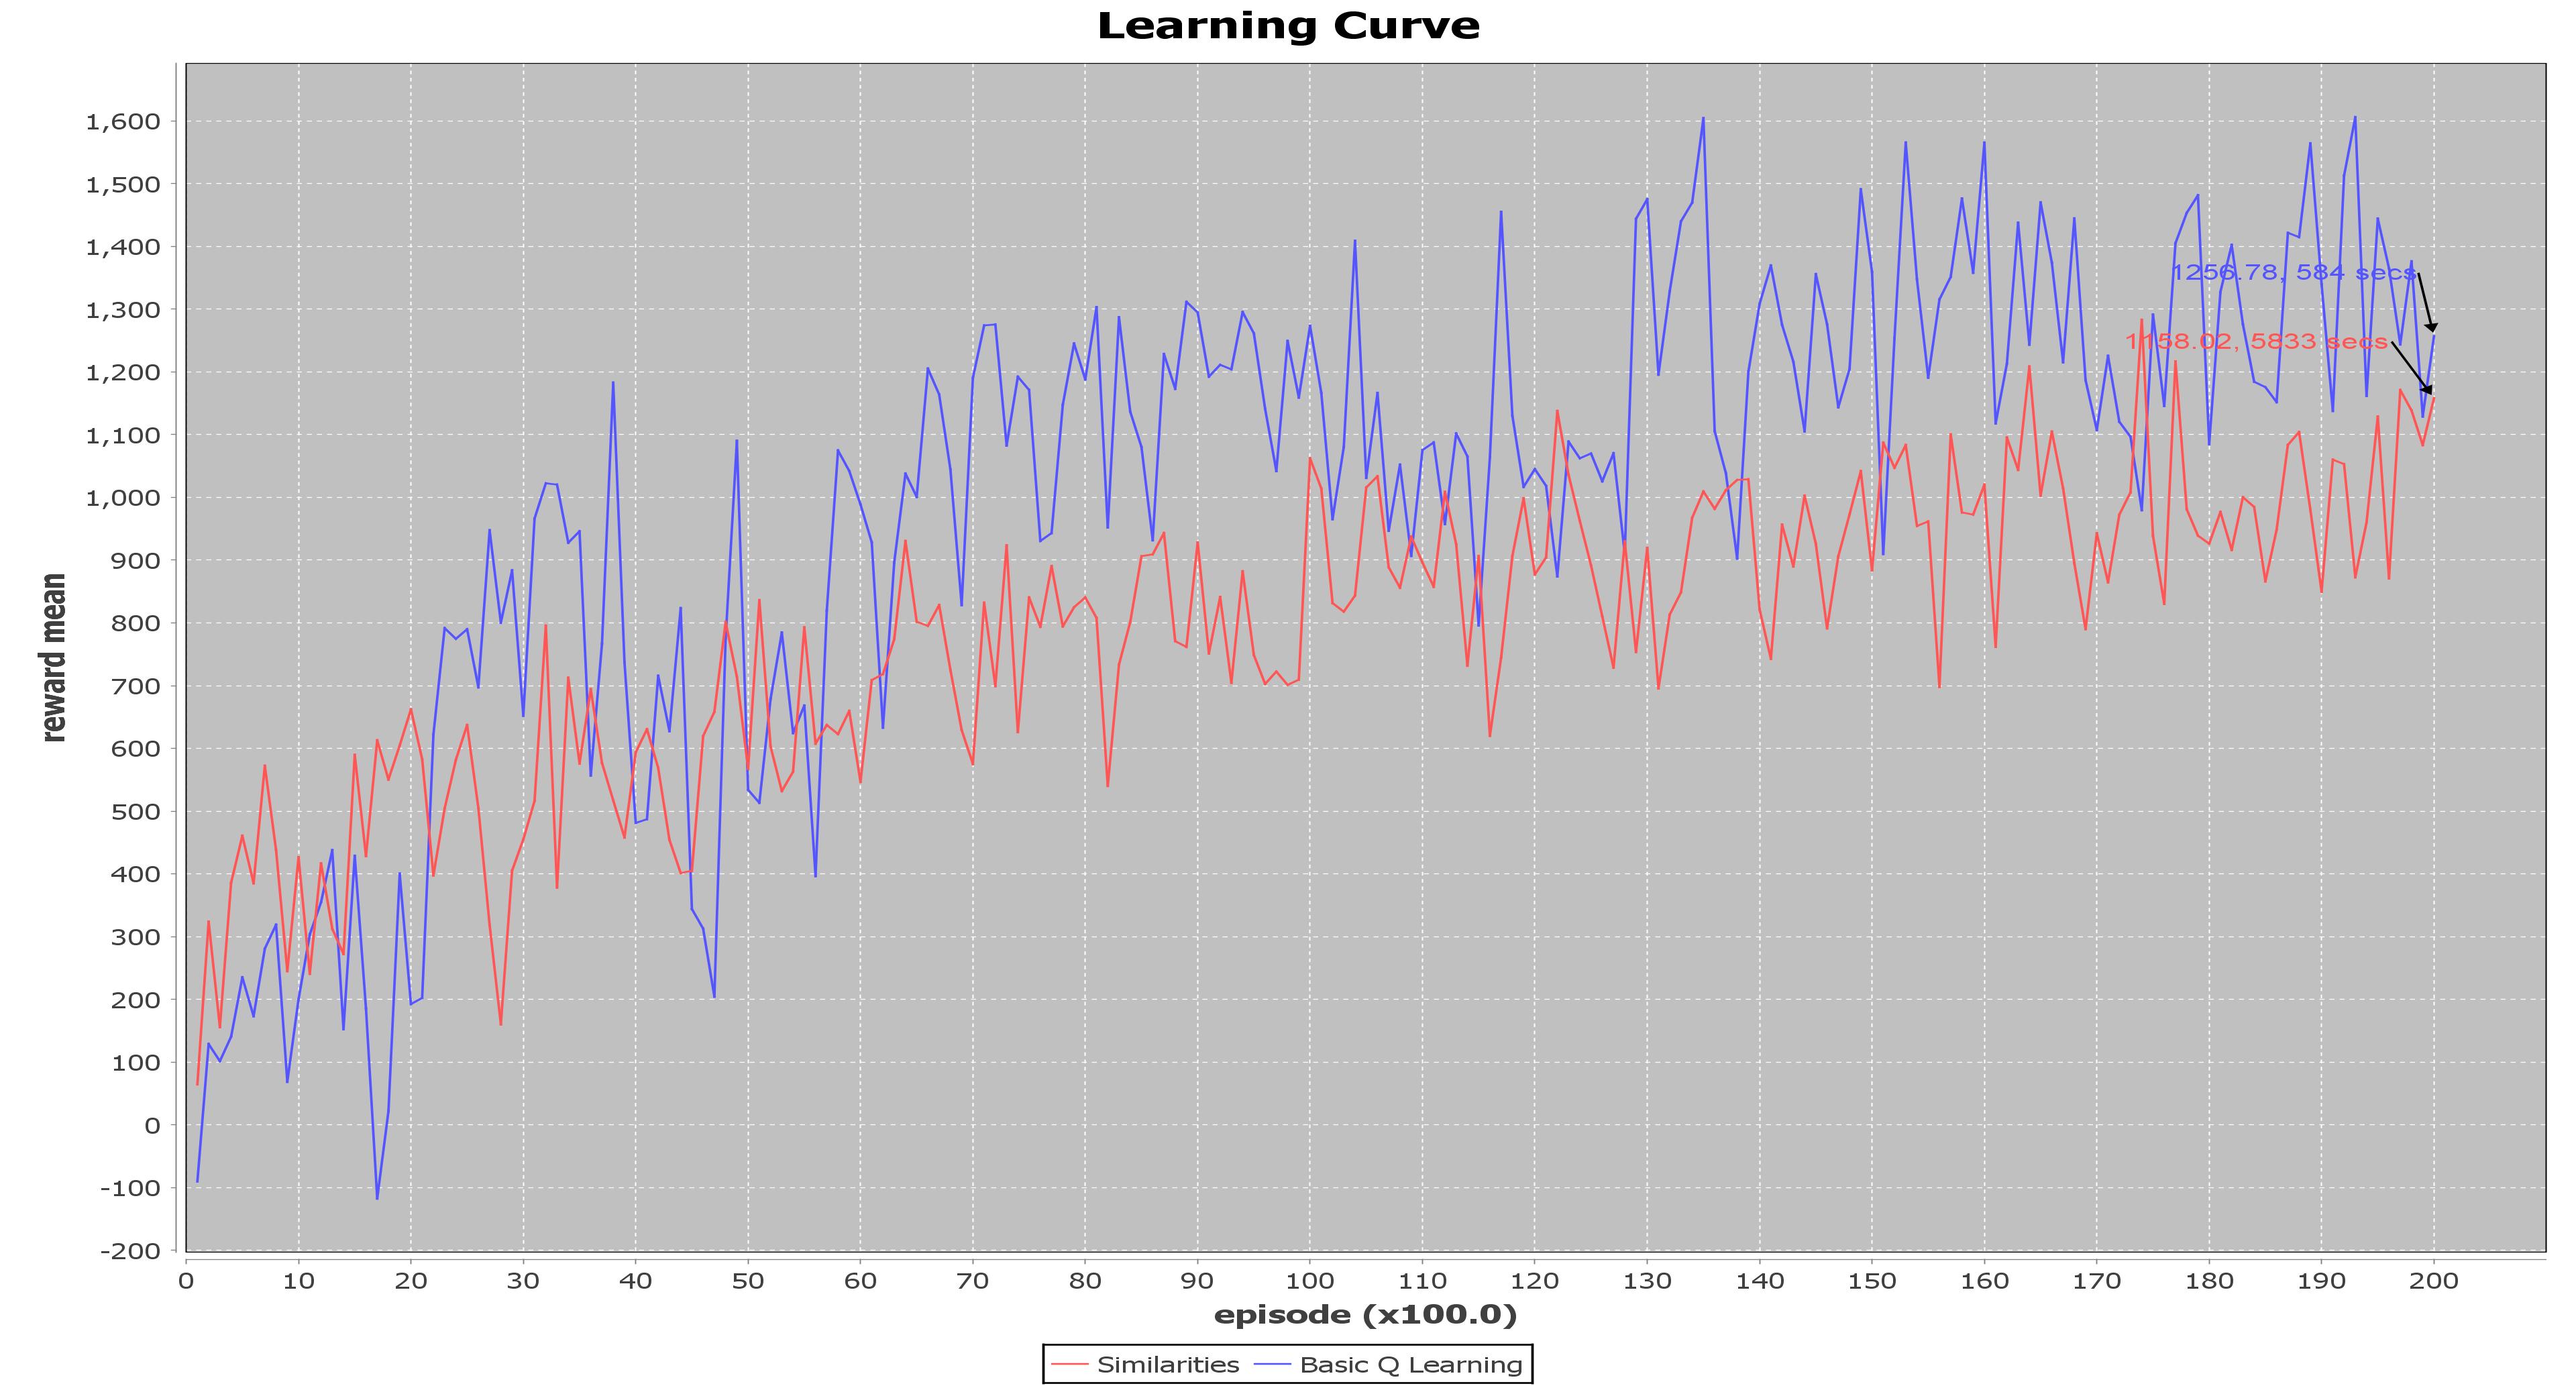 Learning Curve
reward mean
1,600
1,500
1,400
1,300
1,200
1,100
1,000
900
800
700
600
500
400
300
200
100
0
-100
-200
1256.78, 584 secs
1158.02, 5833 secs
0 10 20 30 40 50 60 70 80 90 100 110 120 130 140 150 160 170 180 190 200
episode (x100.0)
Similarities Basic Q Learning